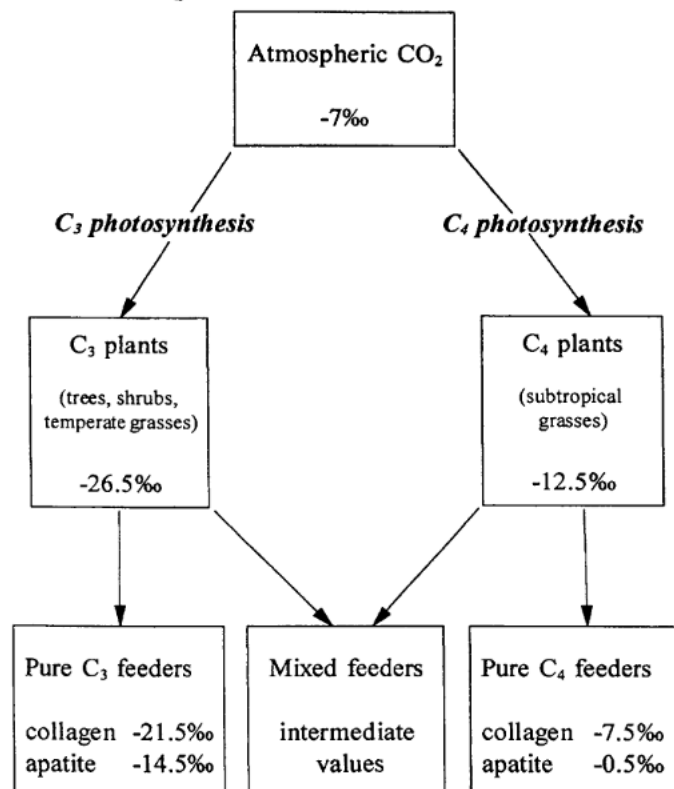 Atmospheric CO₂
-7‰
C₃ photosynthesis
C₄ photosynthesis
C₃ plants
(trees, shrubs,
temperate grasses)
-26.5‰
C₄ plants
(subtropical
grasses)
-12.5‰
Pure C₃ feeders
collagen -21.5‰
apatite -14.5‰
Mixed feeders
intermediate
values
Pure C₄ feeders
collagen -7.5‰
apatite -0.5‰